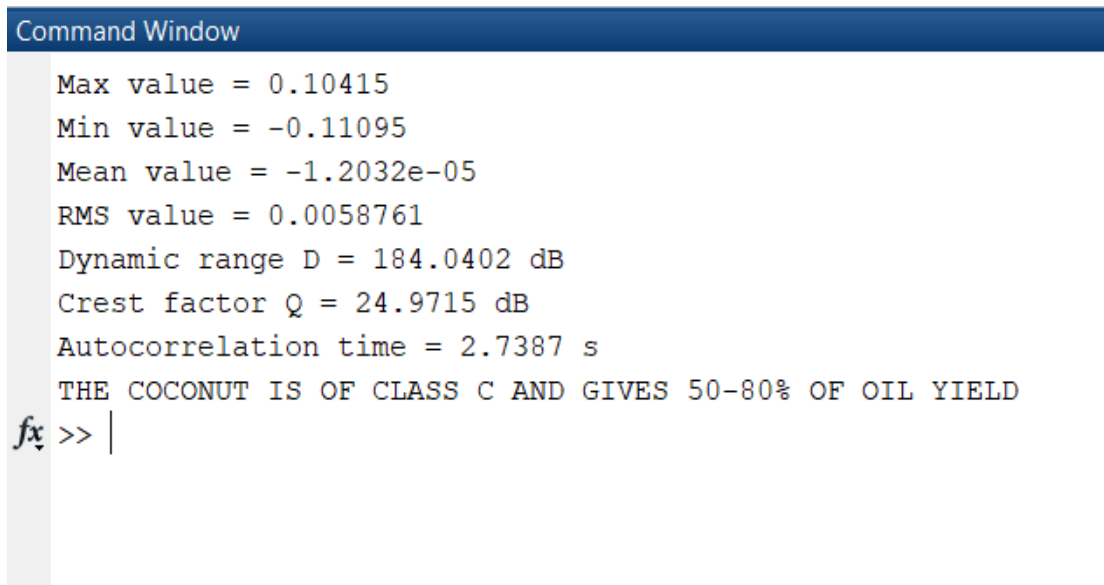 Command Window
Max value = 0.10415
Min value = -0.11095
Mean value = -1.2032e-05
RMS value = 0.0058761
Dynamic range D = 184.0402 dB
Crest factor Q = 24.9715 dB
Autocorrelation time = 2.7387 s
THE COCONUT IS OF CLASS C AND GIVES 50-80% OF OIL YIELD
fx >>